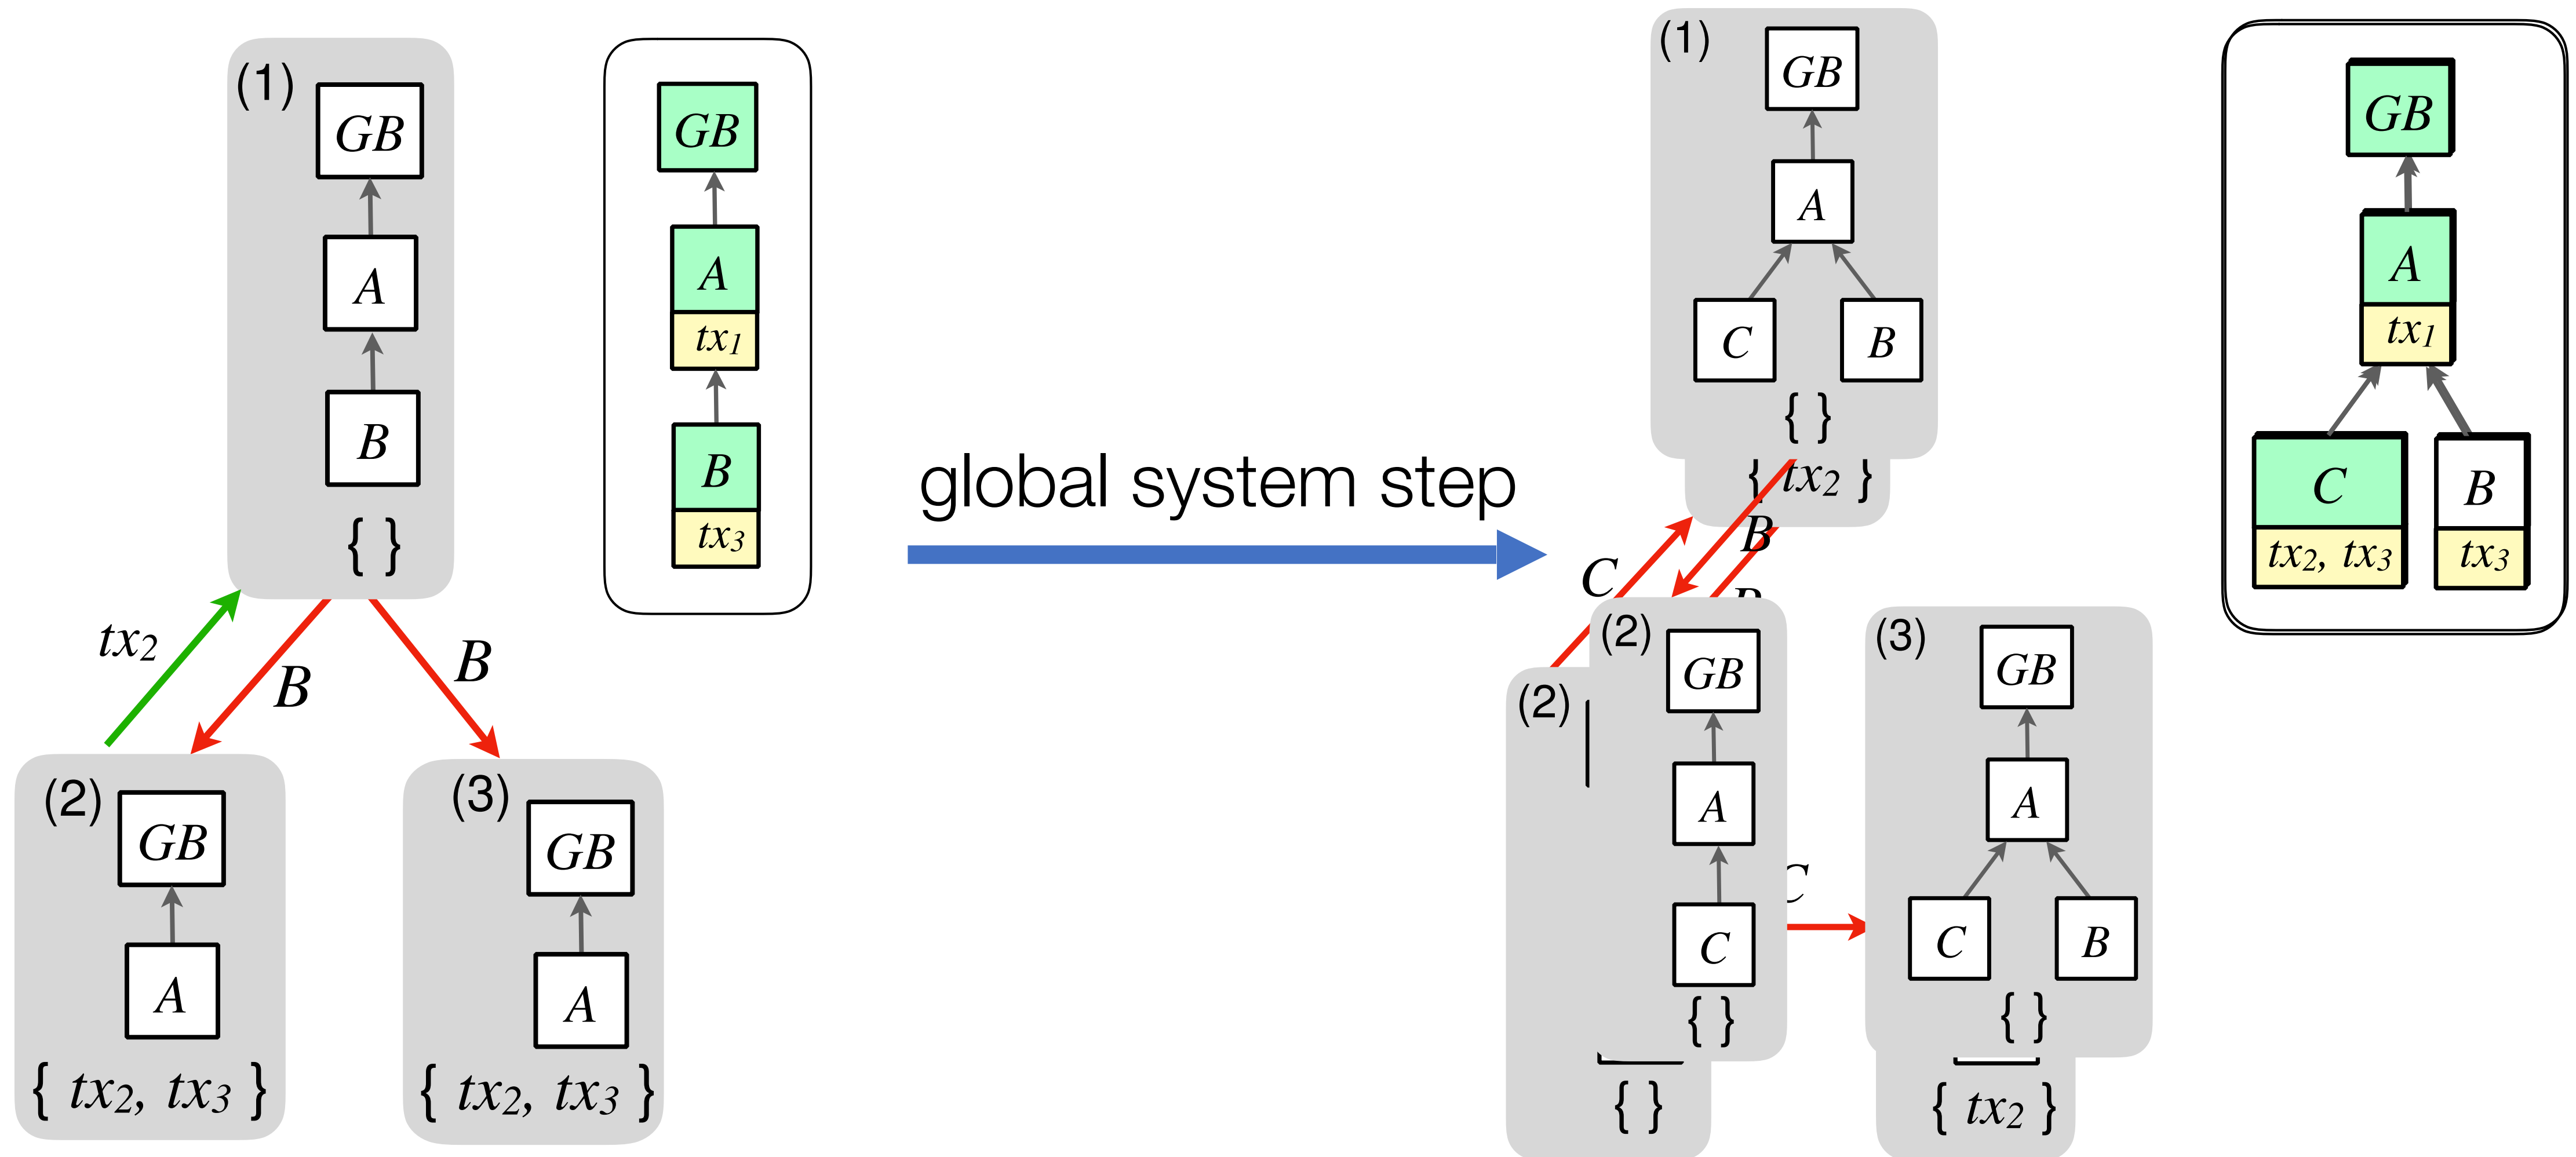 (1)
GB
A
B
{ }
GB
A
tx1
B
tx3
tx2
B
B
(2)
GB
A
{ tx2, tx3 }
(3)
GB
A
{ tx2, tx3 }
global system step
(1)
GB
A
C
B
{ }
{ tx2 }
B
C
(2)
(2)
GB
A
C
{ }
{ }
C
(3)
GB
A
C
B
{ }
{ tx2 }
GB
A
tx1
C
B
tx2, tx3
tx3